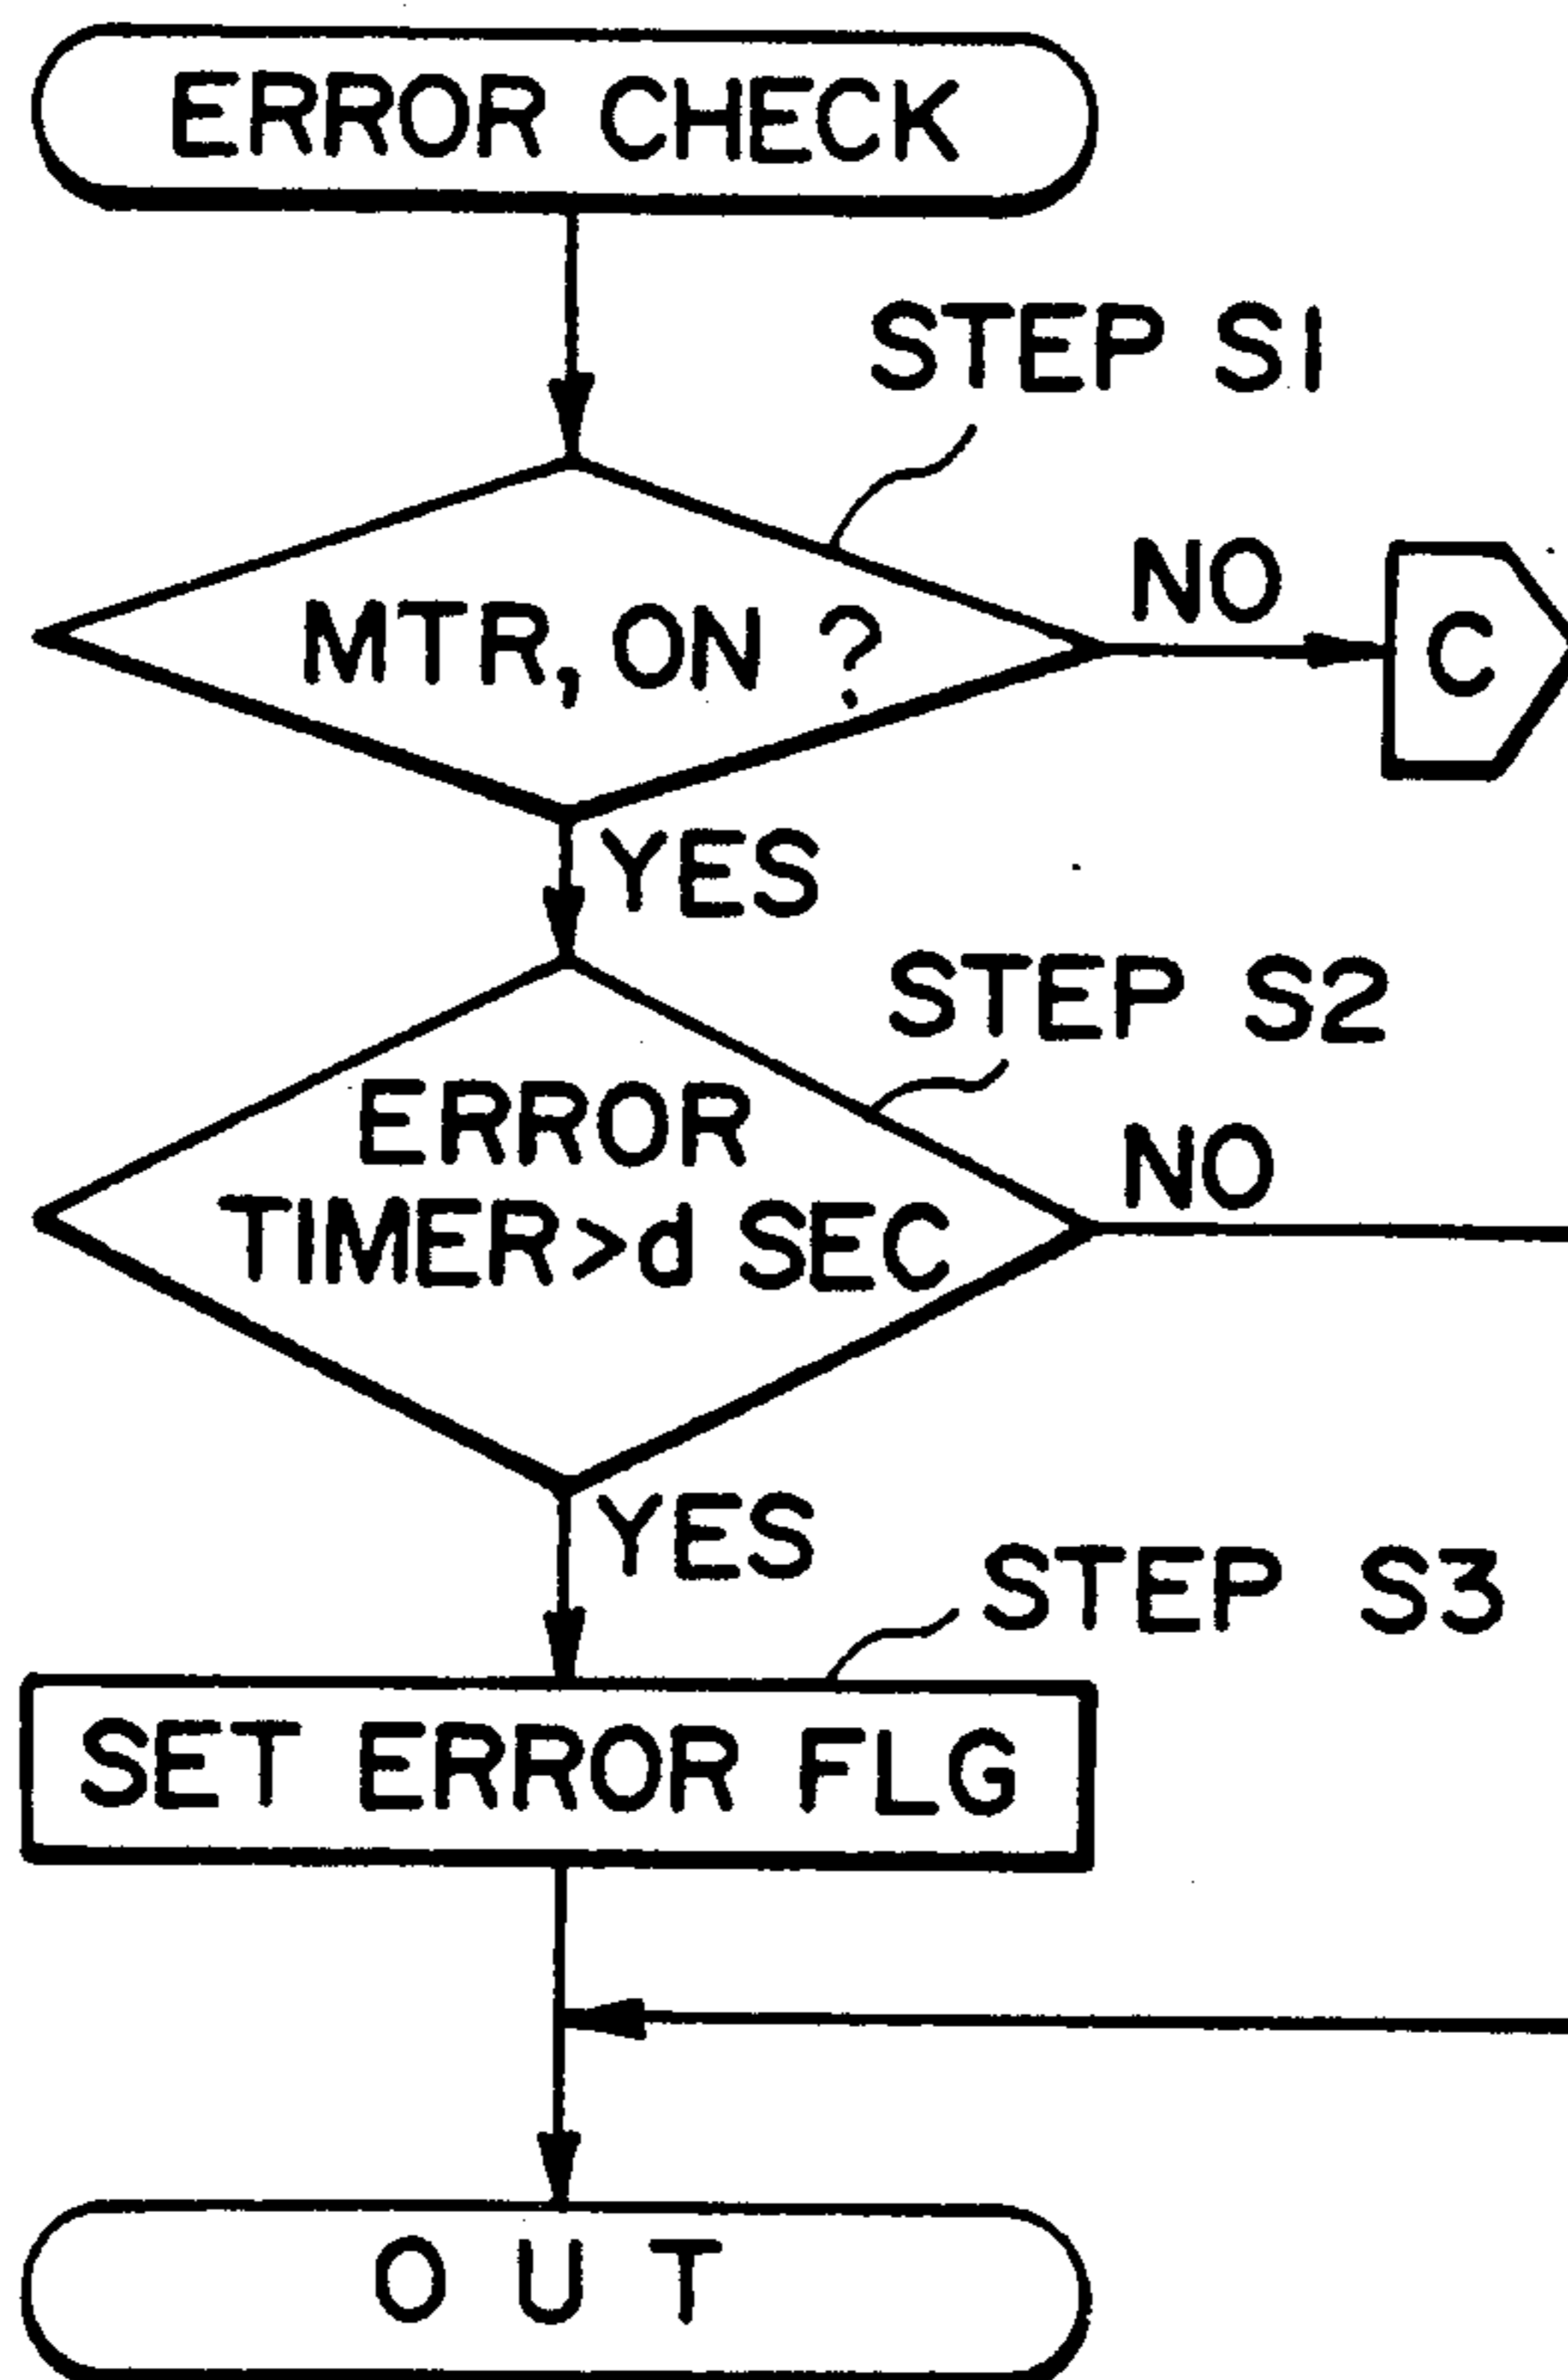 ERROR CHECK
STEP S1
MTR, ON ?
NO
C
YES
STEP S2
ERROR
TIMER>d SEC
NO
YES
STEP S3
SET ERROR FLG
OUT